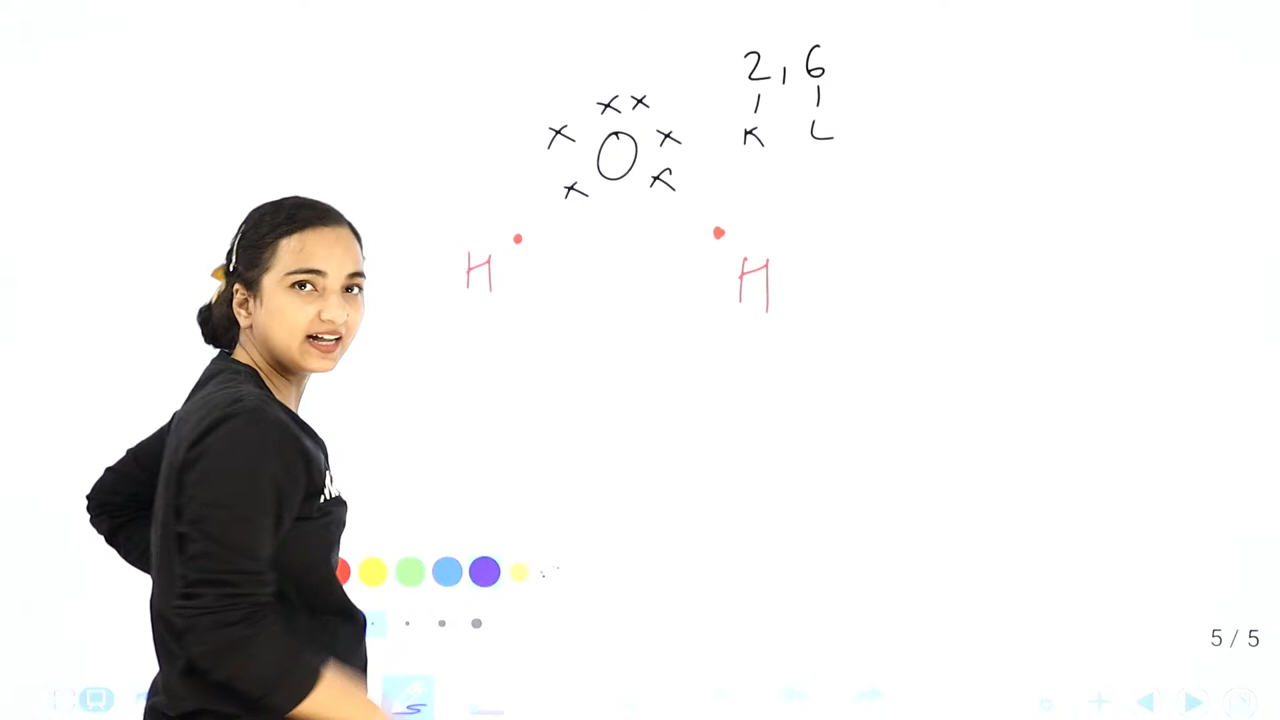 2, 6
K L
x x
x O x
x x
H • • H
5 / 5